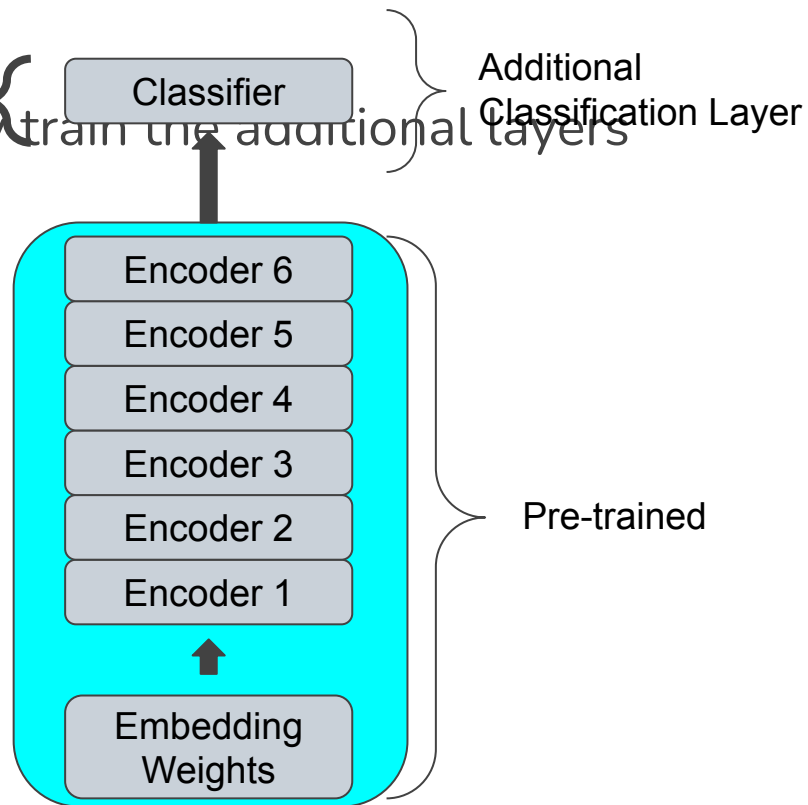 Additional
Classification Layer
Classifier
train the additional layers
Encoder 6
Encoder 5
Encoder 4
Encoder 3
Encoder 2
Encoder 1
Pre-trained
Embedding
Weights